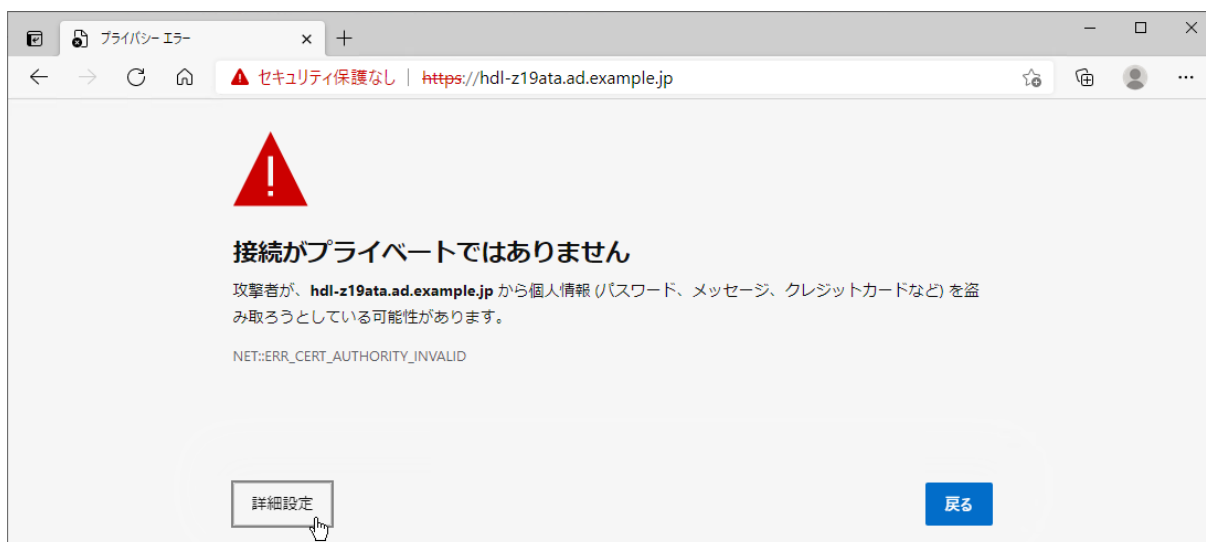 プライバシー エラー
セキュリティ保護なし | https://hdl-z19ata.ad.example.jp
接続がプライベートではありません
攻撃者が、hdl-z19ata.ad.example.jp から個人情報 (パスワード、メッセージ、クレジットカードなど) を盗
み取ろうとしている可能性があります。
NET::ERR_CERT_AUTHORITY_INVALID
詳細設定
戻る